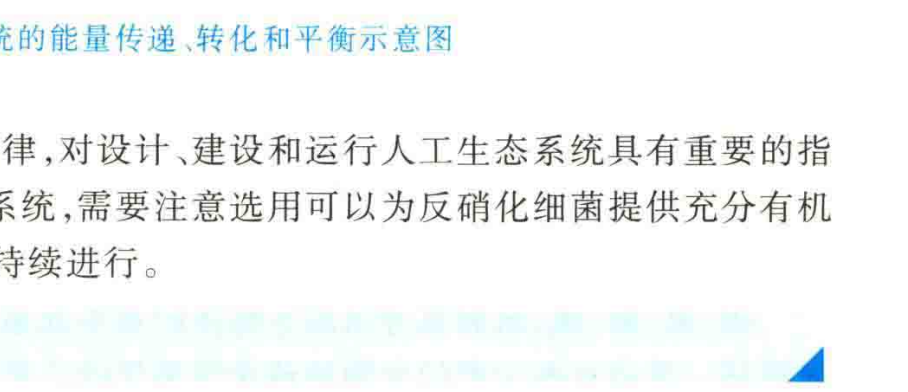 统的能量传递、转化和平衡示意图
律,对设计、建设和运行人工生态系统具有重要的指
系统,需要注意选用可以为反硝化细菌提供充分有机
持续进行。